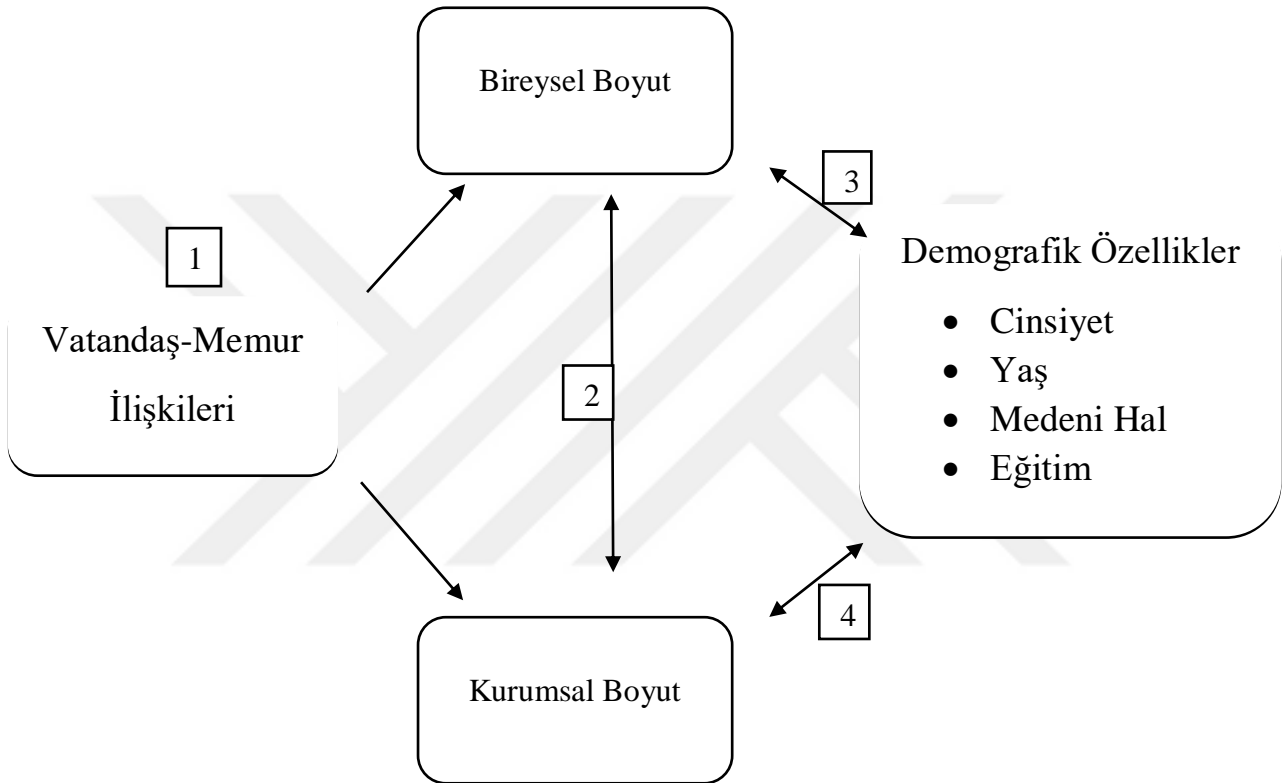 Bireysel Boyut
3
1
Demografik Özellikler
• Cinsiyet
• Yaş
• Medeni Hal
• Eğitim
Vatandaş-Memur
İlişkileri
2
4
Kurumsal Boyut